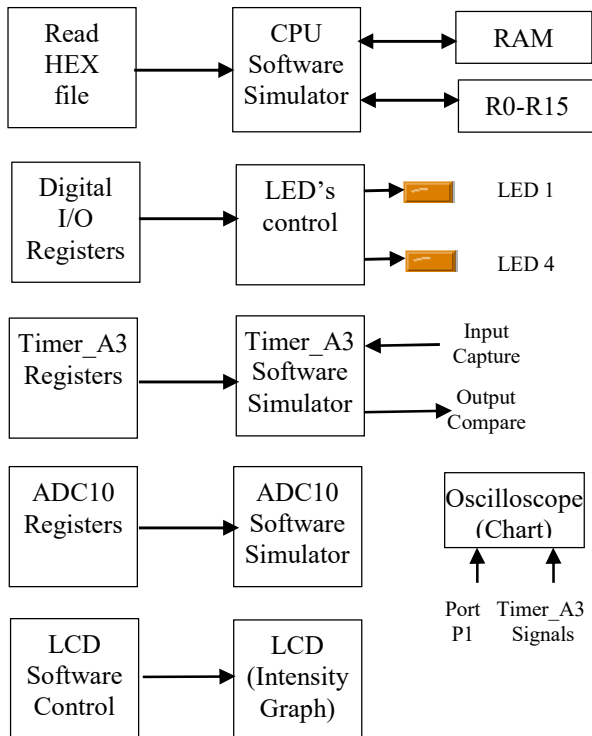 Read
HEX
file
CPU
Software
Simulator
RAM
R0-R15
Digital
I/O
Registers
LED's
control
LED 1
LED 4
Timer_A3
Registers
Timer_A3
Software
Simulator
Input
Capture
Output
Compare
ADC10
Registers
ADC10
Software
Simulator
Oscilloscope
(Chart)
Port
P1
Timer_A3
Signals
LCD
Software
Control
LCD
(Intensity
Graph)